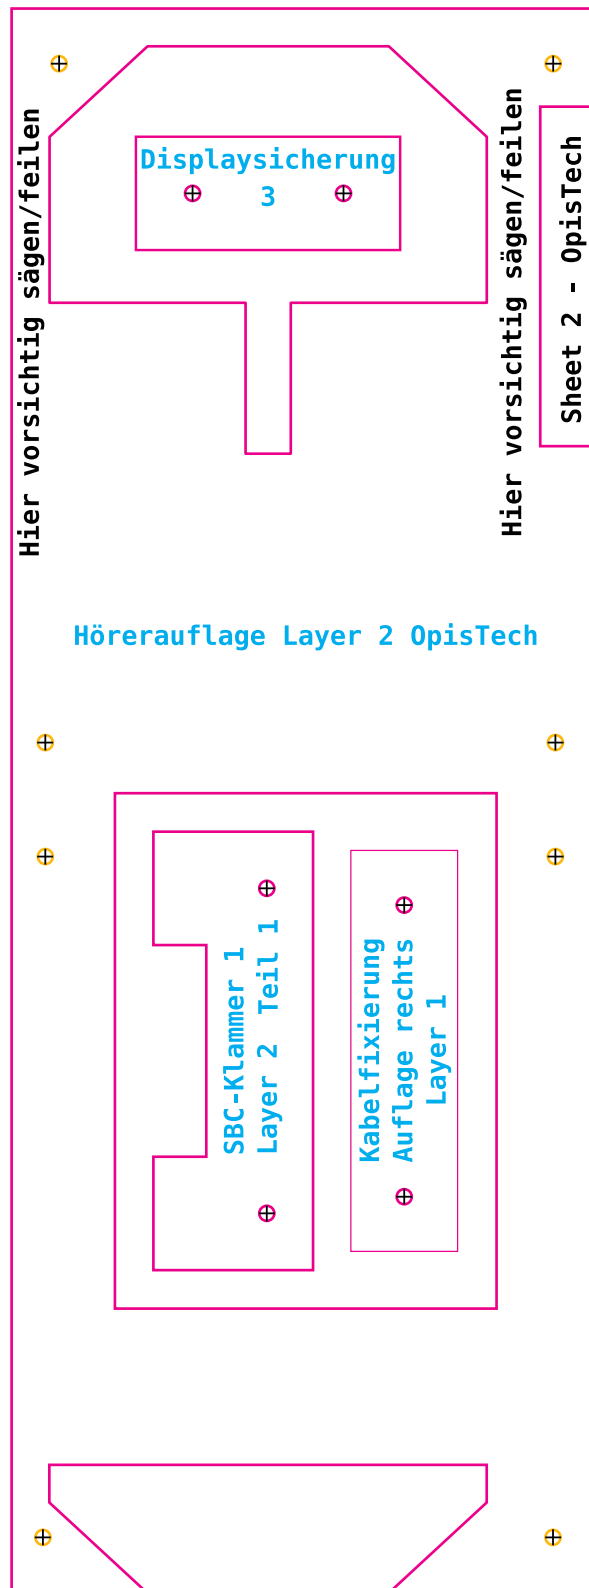 Displaysicherung
3
Hier vorsichtig sägen/feilen
Hier vorsichtig sägen/feilen
Sheet 2 - OpisTech
Hörerauflage Layer 2 OpisTech
SBC-Klammer 1
Layer 2 Teil 1
Kabelfixierung
Auflage rechts
Layer 1